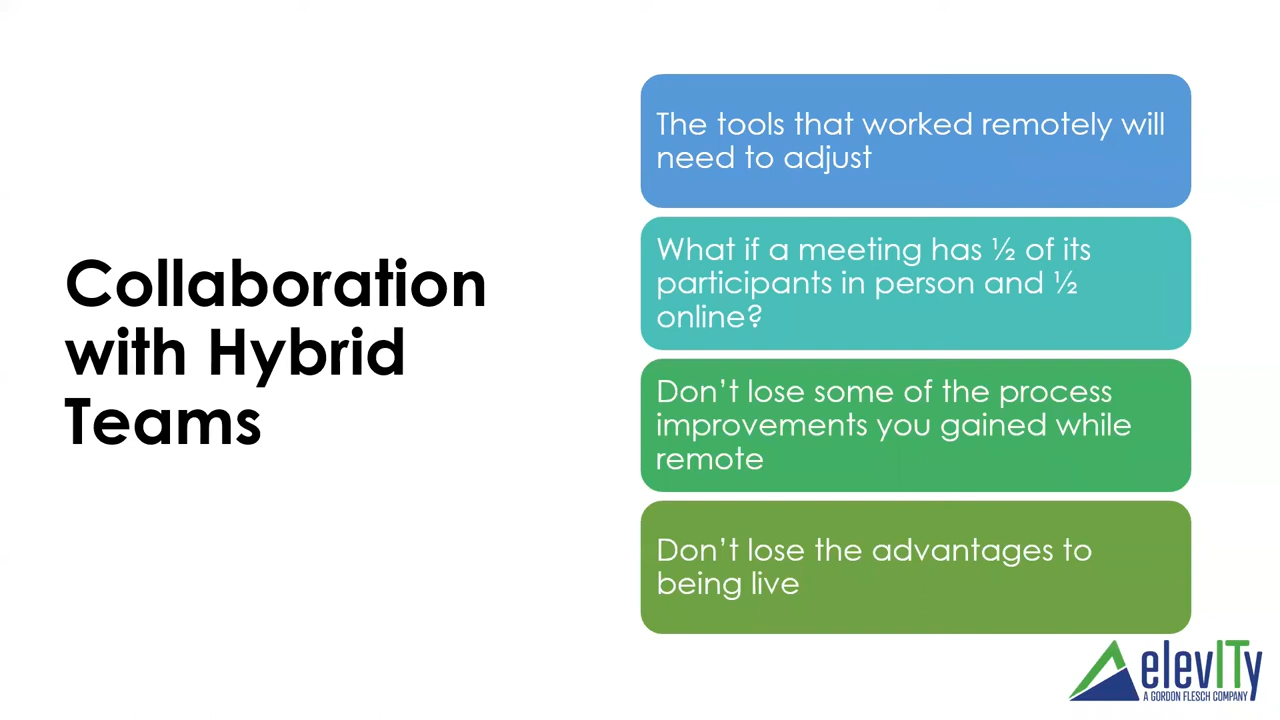 Collaboration
with Hybrid
Teams
The tools that worked remotely will
need to adjust
What if a meeting has ½ of its
participants in person and ½
online?
Don’t lose some of the process
improvements you gained while
remote
Don’t lose the advantages to
being live
elevITy
A GORDON FLESCH COMPANY